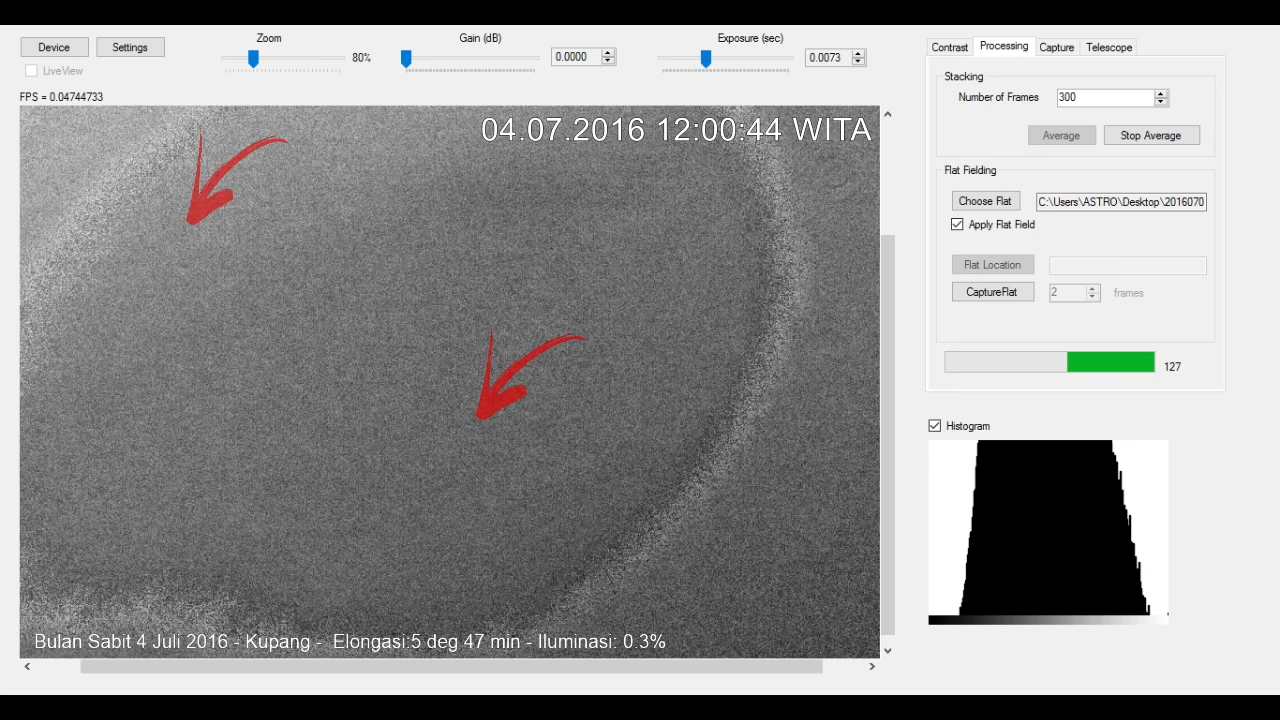 Device
Settings
Zoom
Gain (dB)
Exposure (sec)
80%
0.0000
0.0073
LiveView
FPS = 0.04744733
04.07.2016 12:00:44 WITA
Bulan Sabit 4 Juli 2016 - Kupang - Elongasi:5 deg 47 min - Iluminasi: 0.3%
Contrast
Processing
Capture
Telescope
Stacking
Number of Frames
300
Average
Stop Average
Flat Fielding
Choose Flat
C:\Users\ASTRO\Desktop\2016070
Apply Flat Field
Flat Location
CaptureFlat
2
frames
127
Histogram